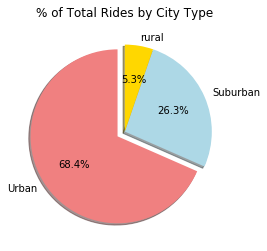 % of Total Rides by City Type
rural
5.3%
Suburban
26.3%
68.4%
Urban